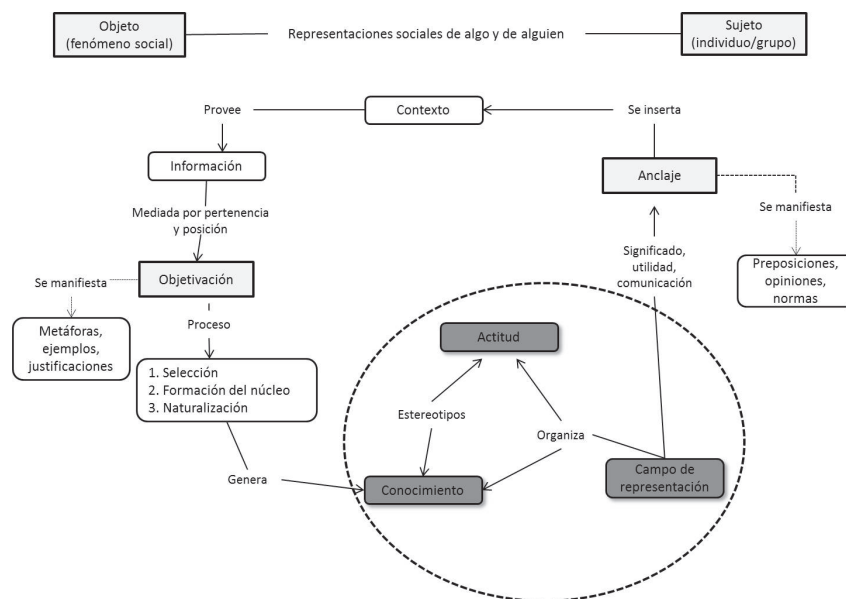 Objeto
(fenómeno social)
Representaciones sociales de algo y de alguien
Sujeto
(individuo/grupo)
Provee
Contexto
Se inserta
Información
Anclaje
Mediada por pertenencia
y posición
Se manifiesta
Significado,
utilidad,
comunicación
Preposiciones,
opiniones,
normas
Se manifiesta
Objetivación
Metáforas,
ejemplos,
justificaciones
Proceso
1. Selección
2. Formación del núcleo
3. Naturalización
Actitud
Estereotipos
Organiza
Genera
Conocimiento
Campo de
representación